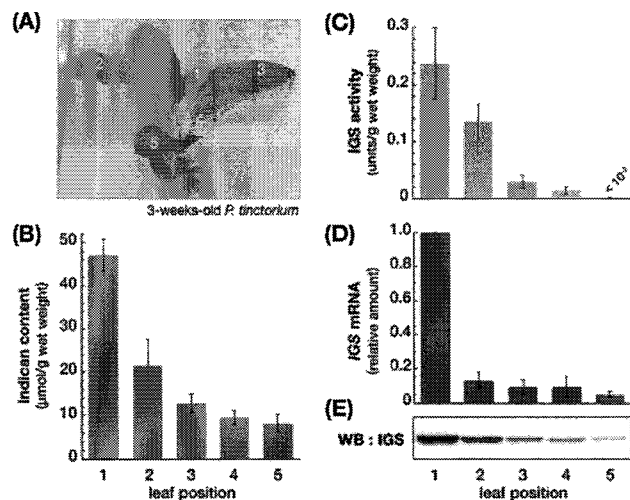 (A)
2
3
5
3-weeks-old P. tinctorium
(B)
Indican content
(μmol/g wet weight)
50
40
30
20
10
0
1 2 3 4 5
leaf position
(C)
IGS activity
(units/g wet weight)
0.3
0.2
0.1
0
< 10⁻³
(D)
IGS mRNA
(relative amount)
1.0
0.8
0.6
0.4
0.2
0
(E)
WB : IGS
1 2 3 4 5
leaf position